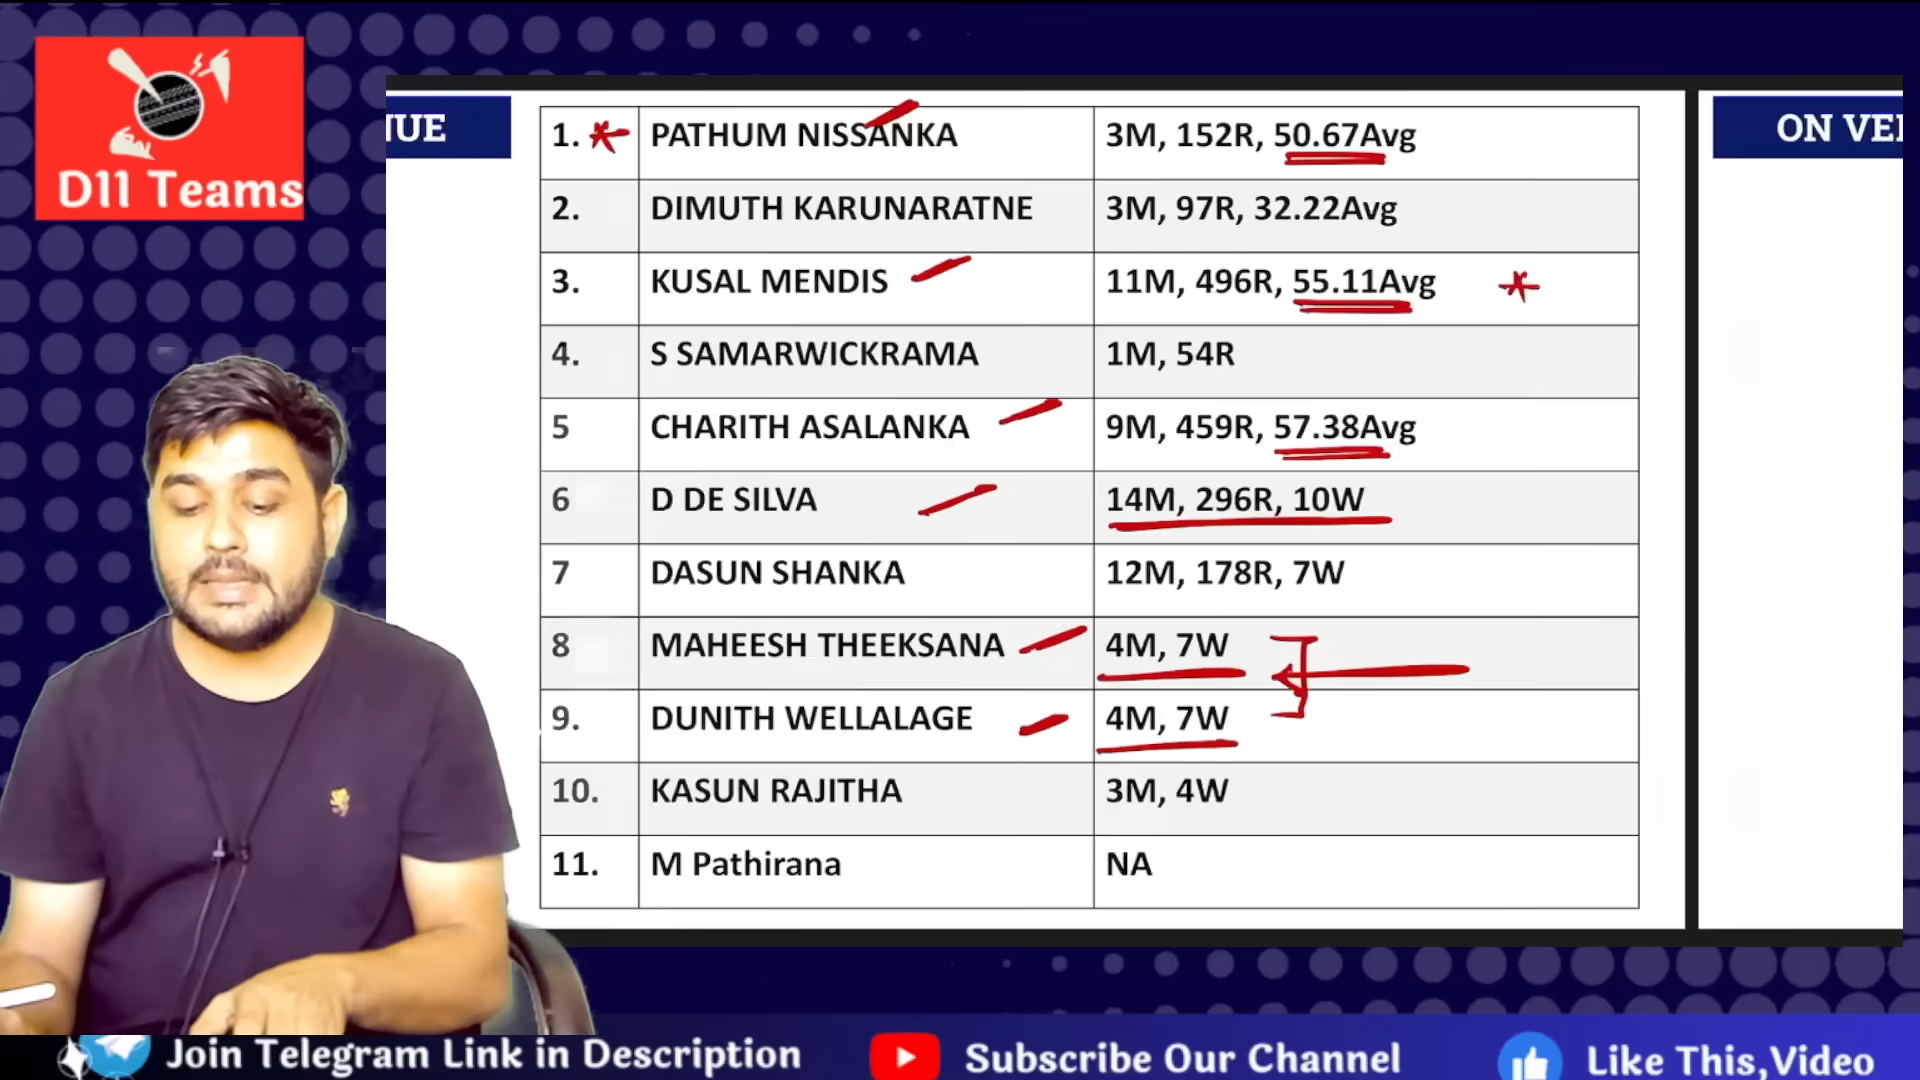 D11 Teams
NUE
ON VE
1. PATHUM NISSANKA 3M, 152R, 50.67Avg
2. DIMUTH KARUNARATNE 3M, 97R, 32.22Avg
3. KUSAL MENDIS 11M, 496R, 55.11Avg
4. S SAMARWICKRAMA 1M, 54R
5 CHARITH ASALANKA 9M, 459R, 57.38Avg
6 D DE SILVA 14M, 296R, 10W
7 DASUN SHANKA 12M, 178R, 7W
8 MAHEESH THEEKSANA 4M, 7W
9. DUNITH WELLALAGE 4M, 7W
10. KASUN RAJITHA 3M, 4W
11. M Pathirana NA
Join Telegram Link in Description
Subscribe Our Channel
Like This,Video